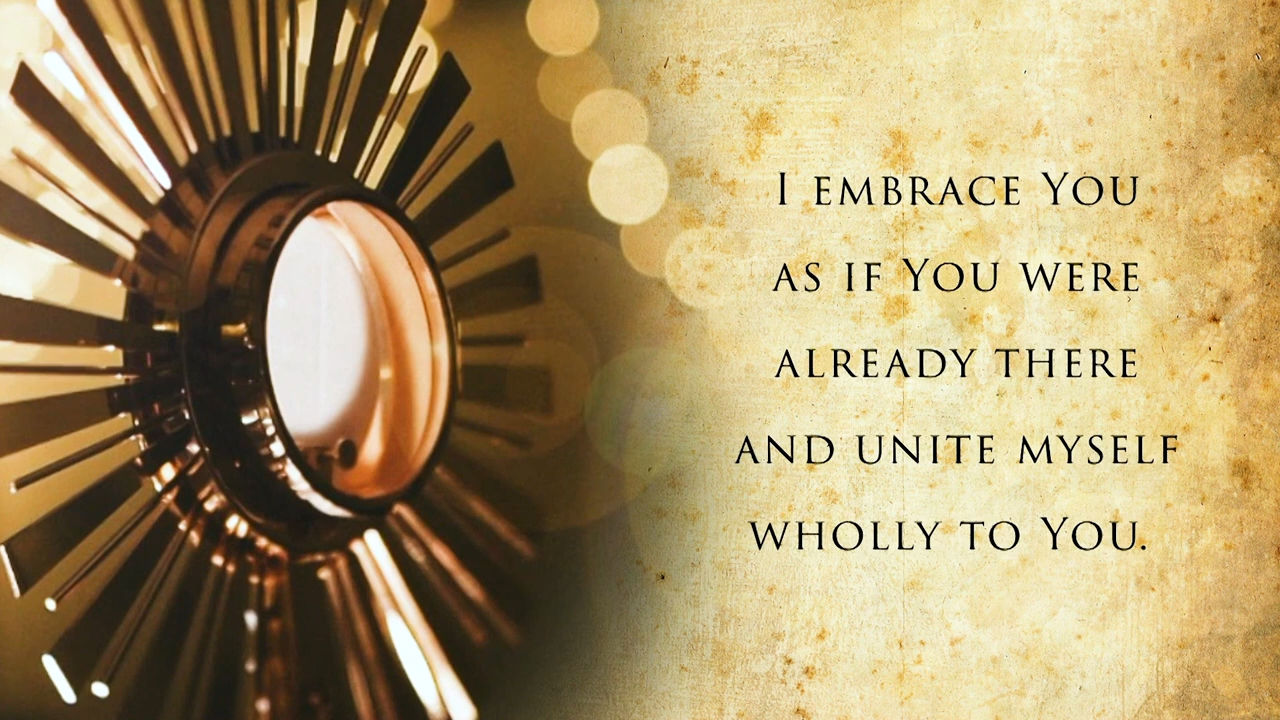 I embrace You
as if You were
already there
and unite myself
wholly to You.